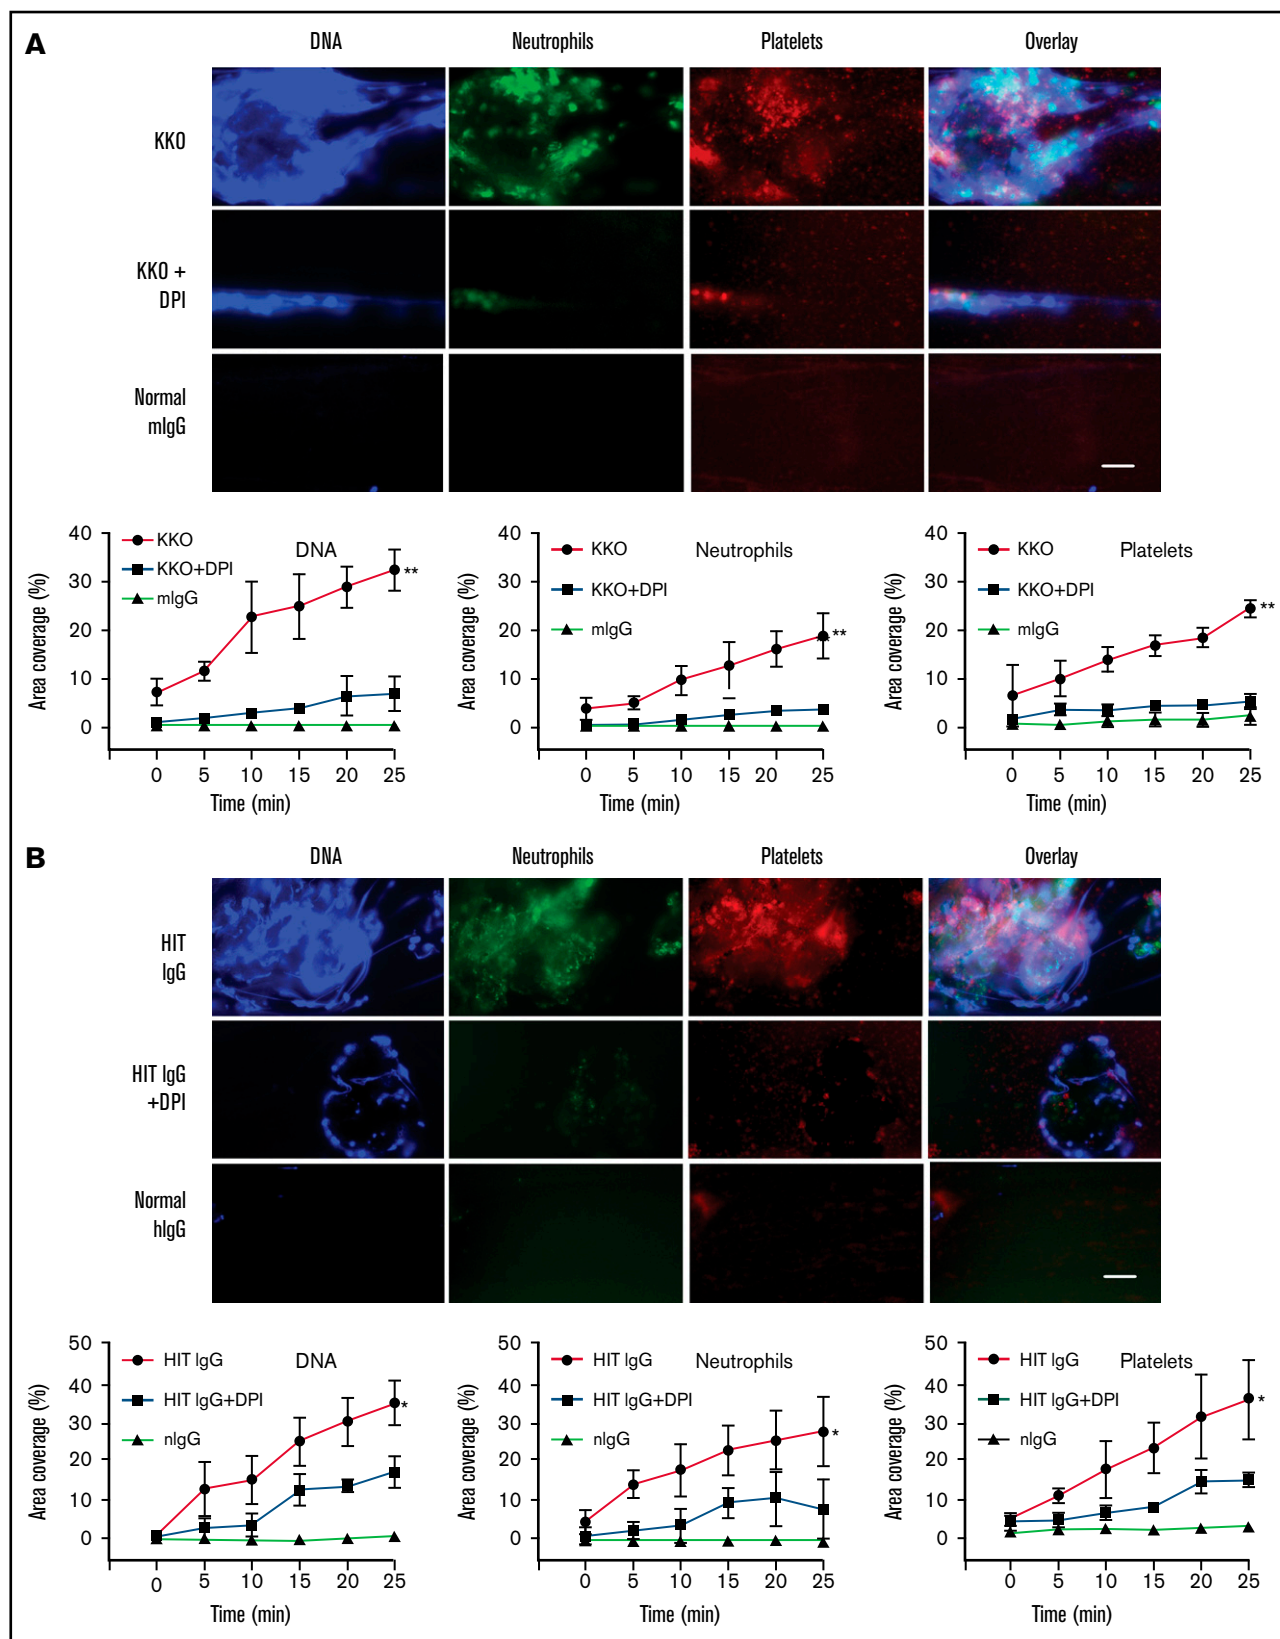 A
DNA Neutrophils Platelets Overlay
KKO
KKO +
DPI
Normal
mIgG
Area coverage (%)
40
30
20
10
0
KKO
KKO+DPI
mIgG
DNA
**
0 5 10 15 20 25
Time (min)
Area coverage (%)
40
30
20
10
0
KKO
KKO+DPI
mIgG
Neutrophils
**
0 5 10 15 20 25
Time (min)
Area coverage (%)
40
30
20
10
0
KKO
KKO+DPI
mIgG
Platelets
**
0 5 10 15 20 25
Time (min)
B
DNA Neutrophils Platelets Overlay
HIT
IgG
HIT IgG
+DPI
Normal
hIgG
Area coverage (%)
50
40
30
20
10
0
HIT IgG
HIT IgG+DPI
nIgG
DNA
*
0 5 10 15 20 25
Time (min)
Area coverage (%)
50
40
30
20
10
0
HIT IgG
HIT IgG+DPI
nIgG
Neutrophils
*
0 5 10 15 20 25
Time (min)
Area coverage (%)
50
40
30
20
10
0
HIT IgG
HIT IgG+DPI
nIgG
Platelets
*
0 5 10 15 20 25
Time (min)